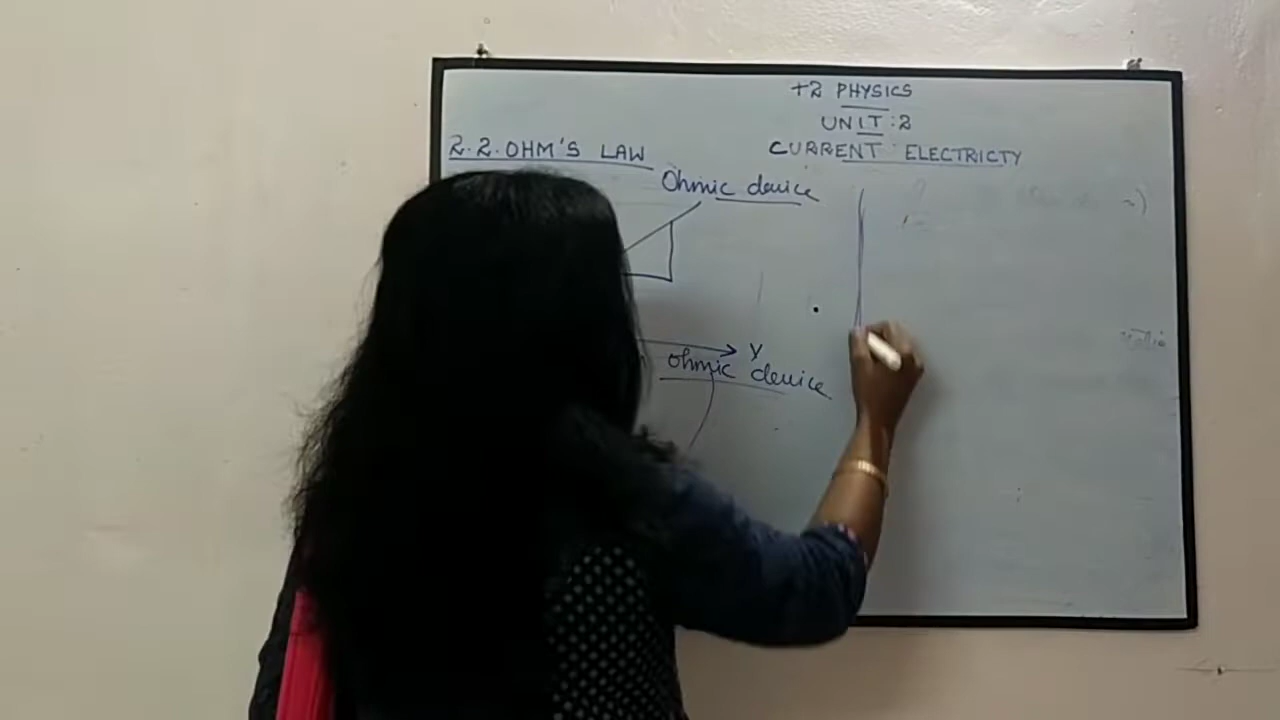 +2 PHYSICS
UNIT:2
CURRENT ELECTRICTY
2.2. OHM'S LAW
Ohmic device
V
ohmic device